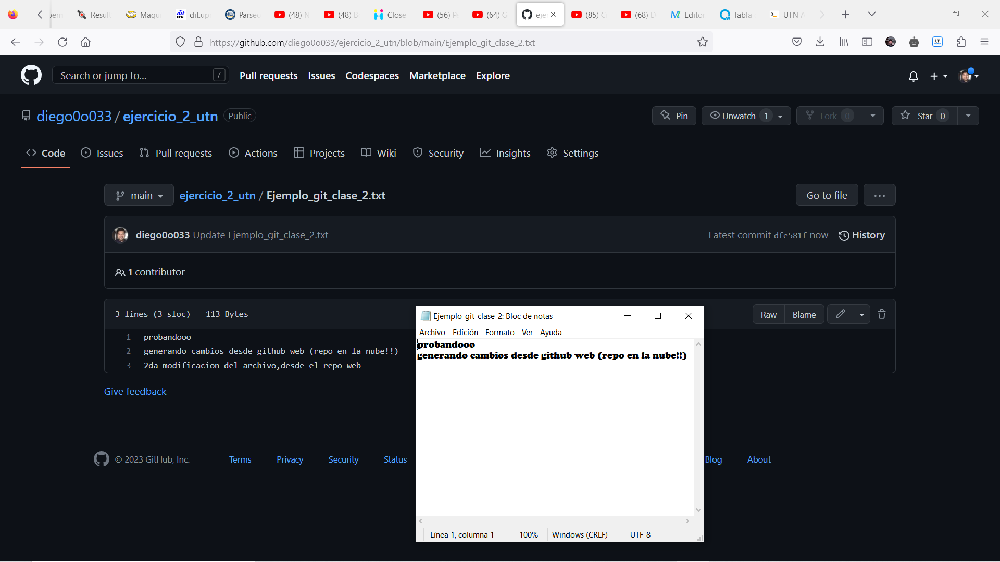 Result
Maqu
dit.up
Parsec
(48) N
(48) B
Close
(56) P
(64) G
eje
(85) C
(68) D
Editor
Tabla
UTN A
https://github.com/diego0o033/ejercicio_2_utn/blob/main/Ejemplo_git_clase_2.txt
Search or jump to... /
Pull requests
Issues
Codespaces
Marketplace
Explore
diego0o033 / ejercicio_2_utn Public
Pin
Unwatch 1
Fork 0
Star 0
Code
Issues
Pull requests
Actions
Projects
Wiki
Security
Insights
Settings
main
ejercicio_2_utn / Ejemplo_git_clase_2.txt
Go to file
diego0o033 Update Ejemplo_git_clase_2.txt
Latest commit dfe581f now
History
1 contributor
3 lines (3 sloc) 113 Bytes
Raw
Blame
1 probandooo
2 generando cambios desde github web (repo en la nube!!)
3 2da modificacion del archivo,desde el repo web
Ejemplo_git_clase_2: Bloc de notas
Archivo Edición Formato Ver Ayuda
probandooo
generando cambios desde github web (repo en la nube!!)
Línea 1, columna 1
100%
Windows (CRLF)
UTF-8
Give feedback
© 2023 GitHub, Inc.
Terms
Privacy
Security
Status
Blog
About